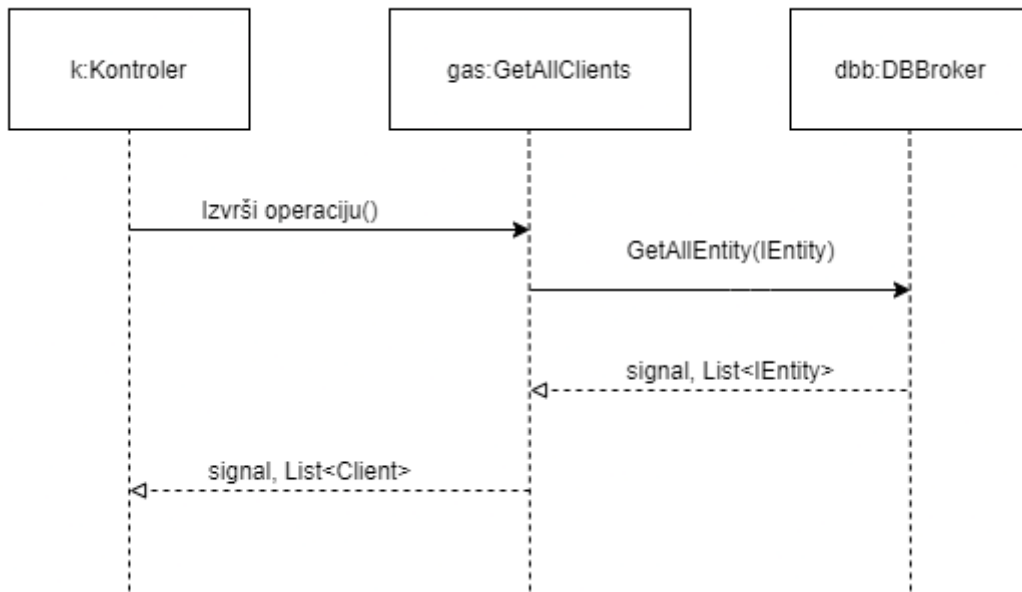 k:Kontroler
gas:GetAllClients
dbb:DBBroker
Izvrši operaciju()
GetAllEntity(IEntity)
signal, List<IEntity>
signal, List<Client>